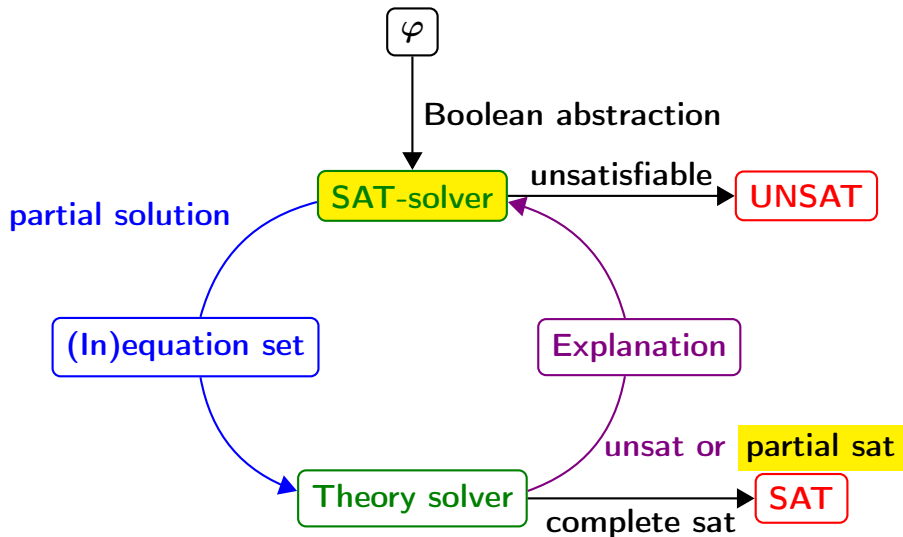 φ
Boolean abstraction
SAT-solver
unsatisfiable
UNSAT
partial solution
(In)equation set
Explanation
unsat or partial sat
Theory solver
complete sat
SAT